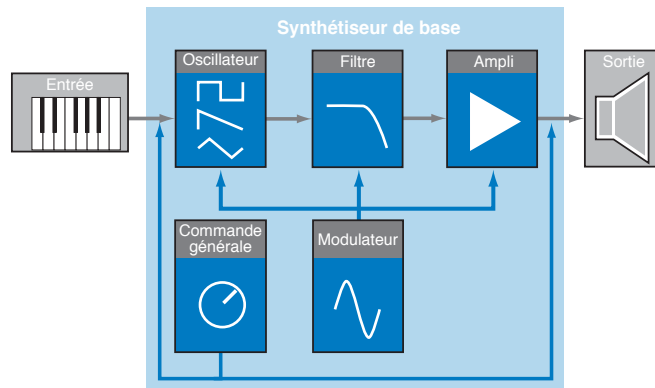 Synthétiseur de base
Entrée
Oscillateur
Filtre
Ampli
Sortie
Commande
générale
Modulateur